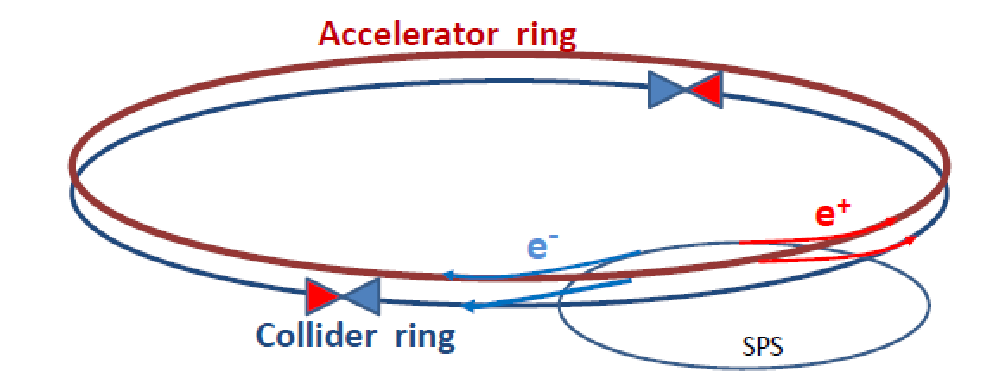 Accelerator ring
e⁺
e⁻
Collider ring
SPS